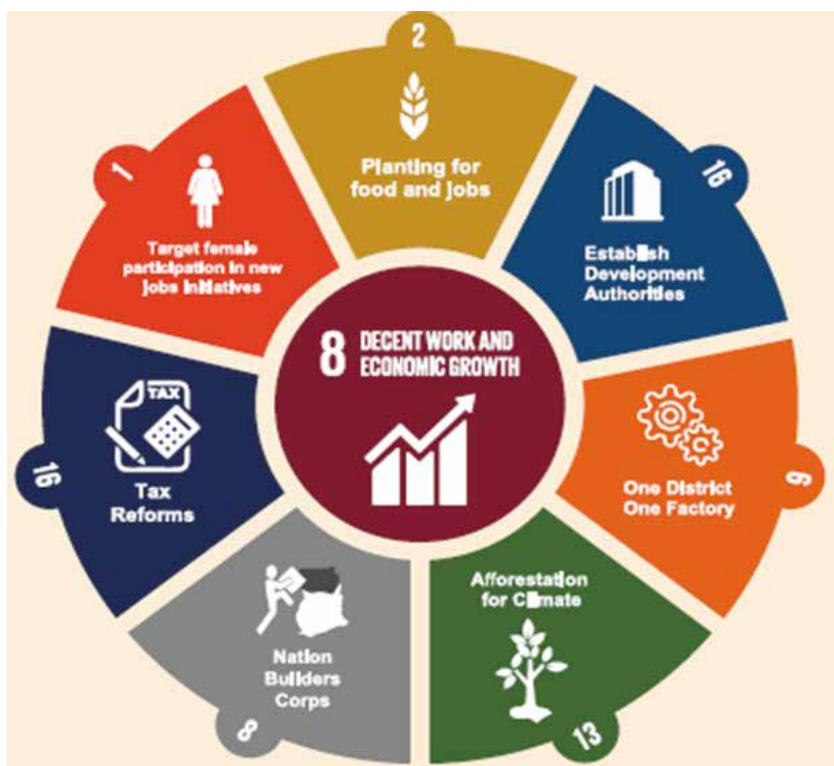 2
Planting for
food and jobs
16
Establish
Development
Authorities
9
One District
One Factory
Afforestation
for Climate
13
Nation
Builders
Corps
8
TAX
Tax
Reforms
16
1
Target female
participation in new
jobs initiatives
8 DECENT WORK AND
ECONOMIC GROWTH